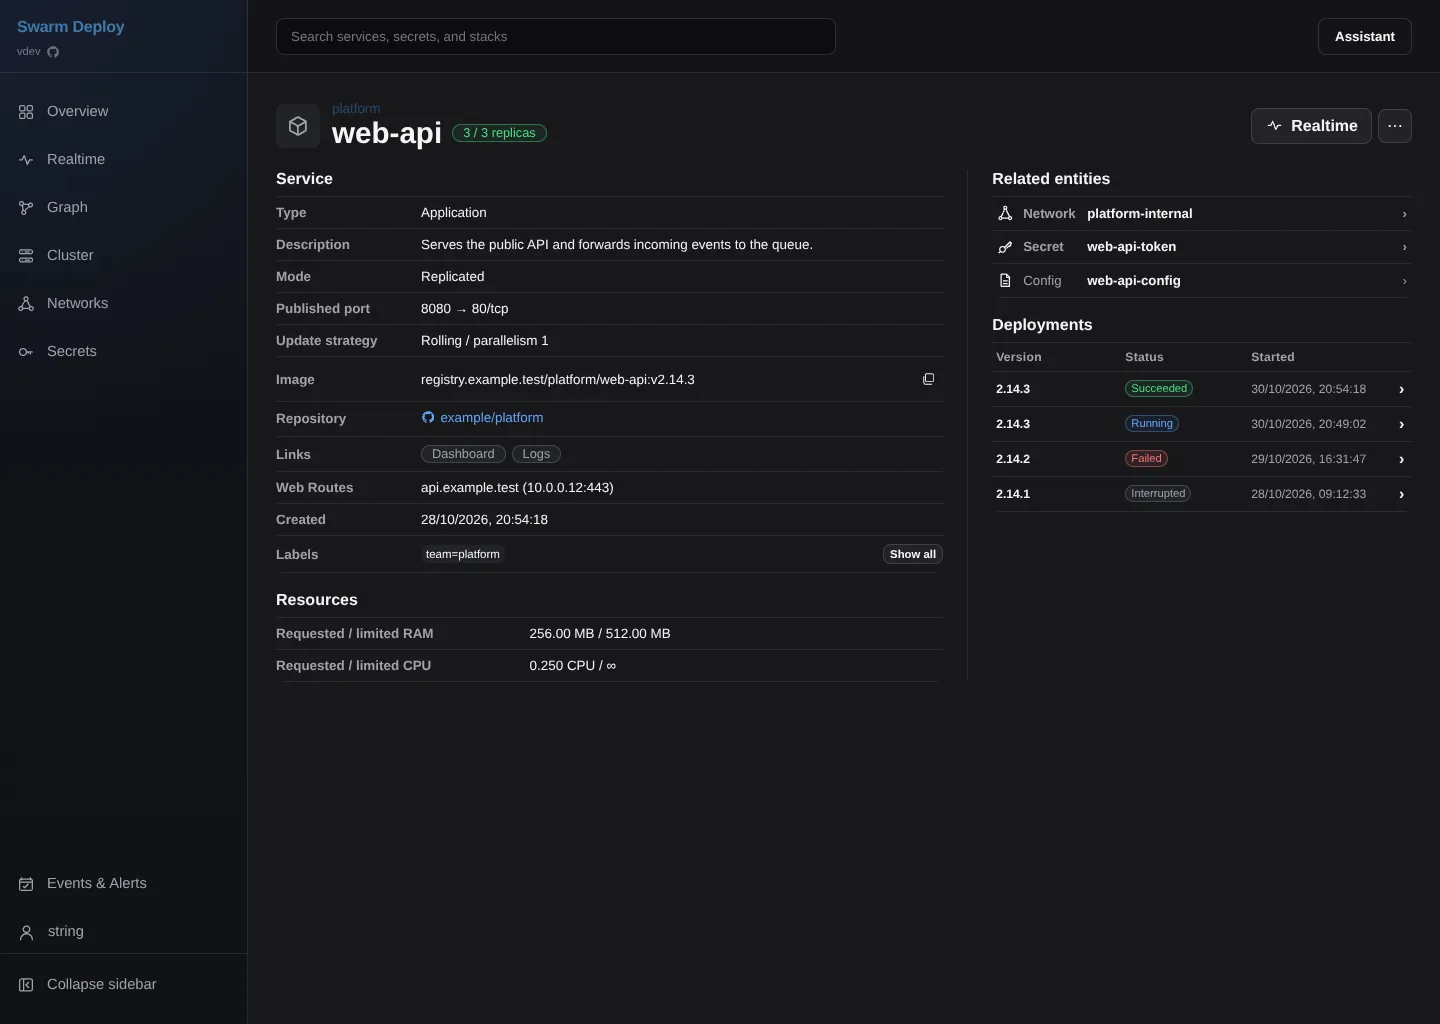 Swarm Deploy
vdev
Overview
Realtime
Graph
Cluster
Networks
Secrets
Events & Alerts
string
Collapse sidebar
Search services, secrets, and stacks
Assistant
platform
web-api 3 / 3 replicas
Realtime ···
Service
Type Application
Description Serves the public API and forwards incoming events to the queue.
Mode Replicated
Published port 8080 → 80/tcp
Update strategy Rolling / parallelism 1
Image registry.example.test/platform/web-api:v2.14.3
Repository example/platform
Links Dashboard Logs
Web Routes api.example.test (10.0.0.12:443)
Created 28/10/2026, 20:54:18
Labels team=platform Show all
Resources
Requested / limited RAM 256.00 MB / 512.00 MB
Requested / limited CPU 0.250 CPU / ∞
Related entities
Network platform-internal ›
Secret web-api-token ›
Config web-api-config ›
Deployments
Version Status Started
2.14.3 Succeeded 30/10/2026, 20:54:18 ›
2.14.3 Running 30/10/2026, 20:49:02 ›
2.14.2 Failed 29/10/2026, 16:31:47 ›
2.14.1 Interrupted 28/10/2026, 09:12:33 ›